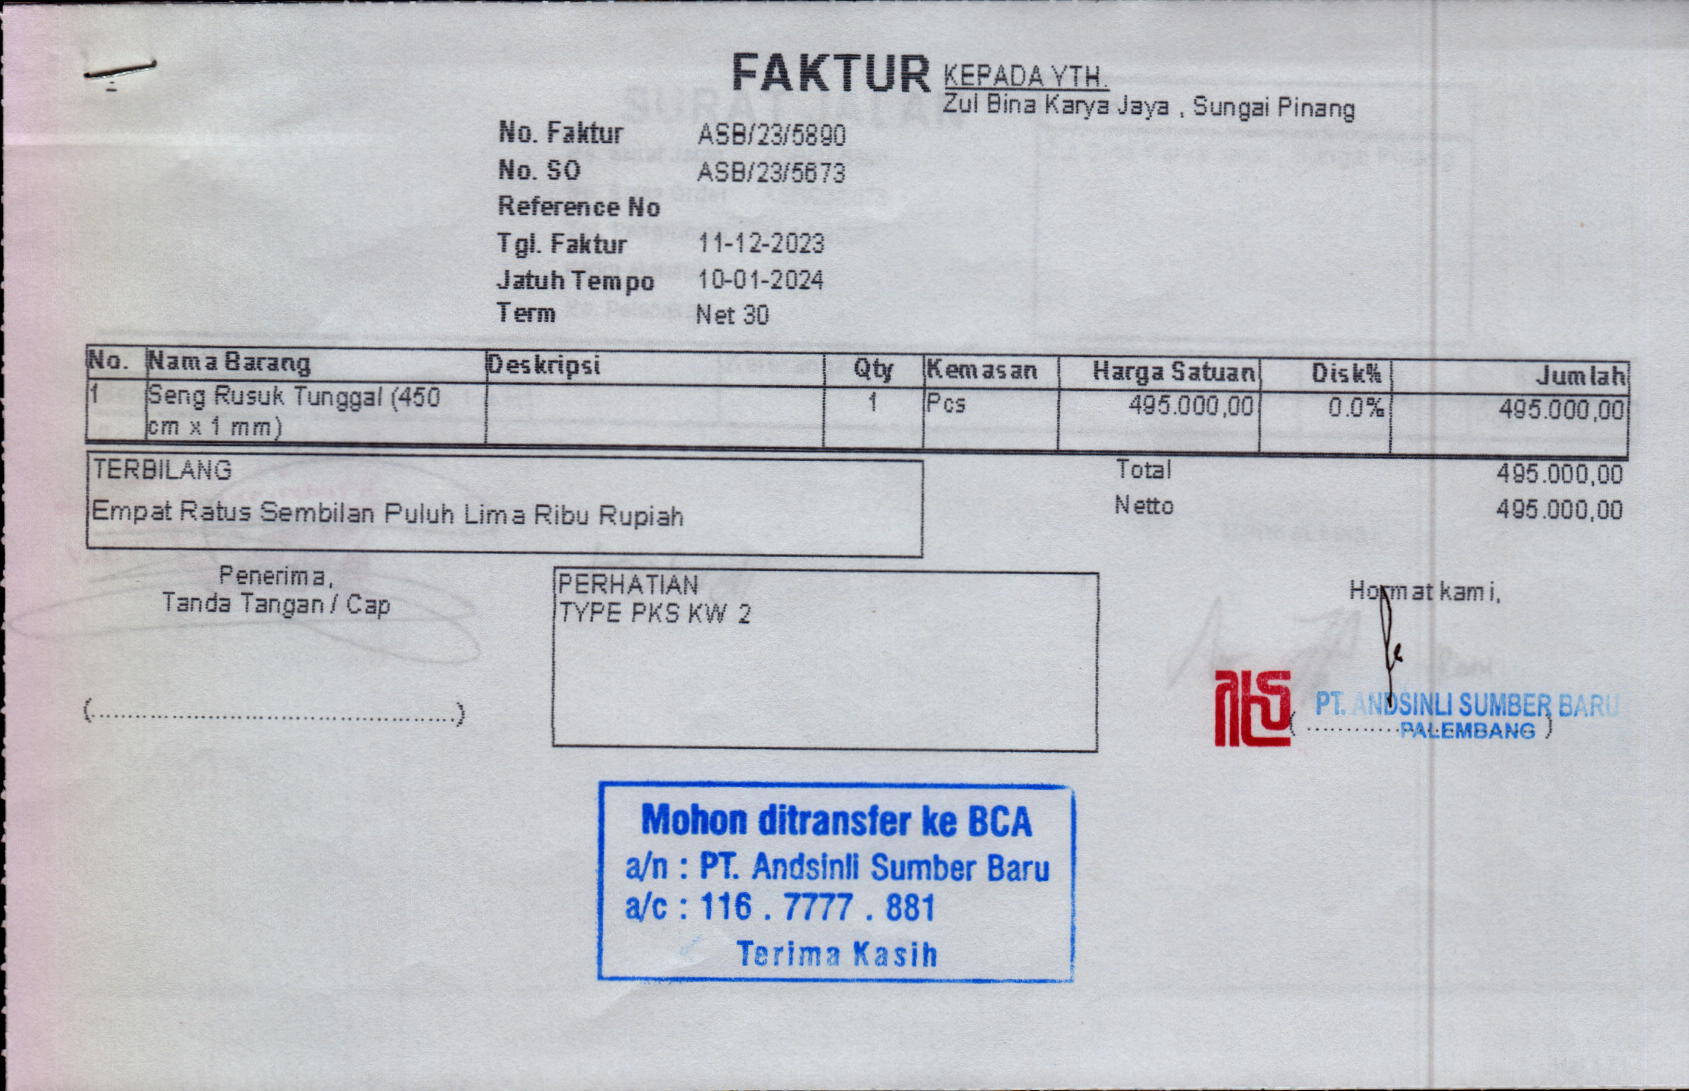 FAKTUR
KEPADA YTH.
Zul Bina Karya Jaya , Sungai Pinang
No. Faktur ASB/23/5890
No. SO ASB/23/5673
Reference No
Tgl. Faktur 11-12-2023
Jatuh Tempo 10-01-2024
Term Net 30
No. Nama Barang Deskripsi Qty Kemasan Harga Satuan Disk% Jumlah
1 Seng Rusuk Tunggal (450 1 Pcs 495.000,00 0.0% 495.000,00
cm x 1 mm)
TERBILANG
Empat Ratus Sembilan Puluh Lima Ribu Rupiah
Total 495.000,00
Netto 495.000,00
Penerima,
Tanda Tangan / Cap
(............................................)
PERHATIAN
TYPE PKS KW 2
Hormat kami,
PT. ANDSINLI SUMBER BARU
PALEMBANG
Mohon ditransfer ke BCA
a/n : PT. Andsinli Sumber Baru
a/c : 116 . 7777 . 881
Terima Kasih